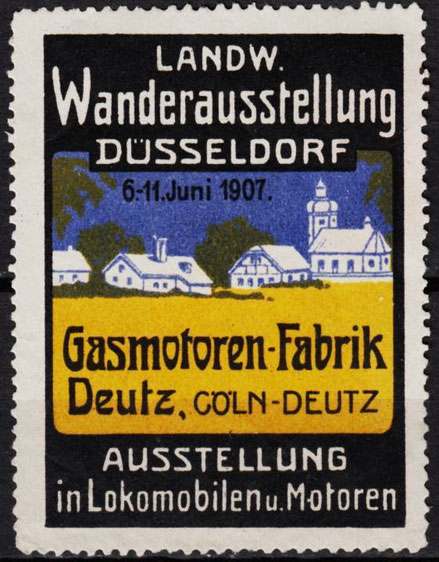 LANDW.
Wanderausstellung
DÜSSELDORF
6.-11.Juni 1907.
Gasmotoren-Fabrik
Deutz, CÖLN-DEUTZ
AUSSTELLUNG
in Lokomobilen u. Motoren